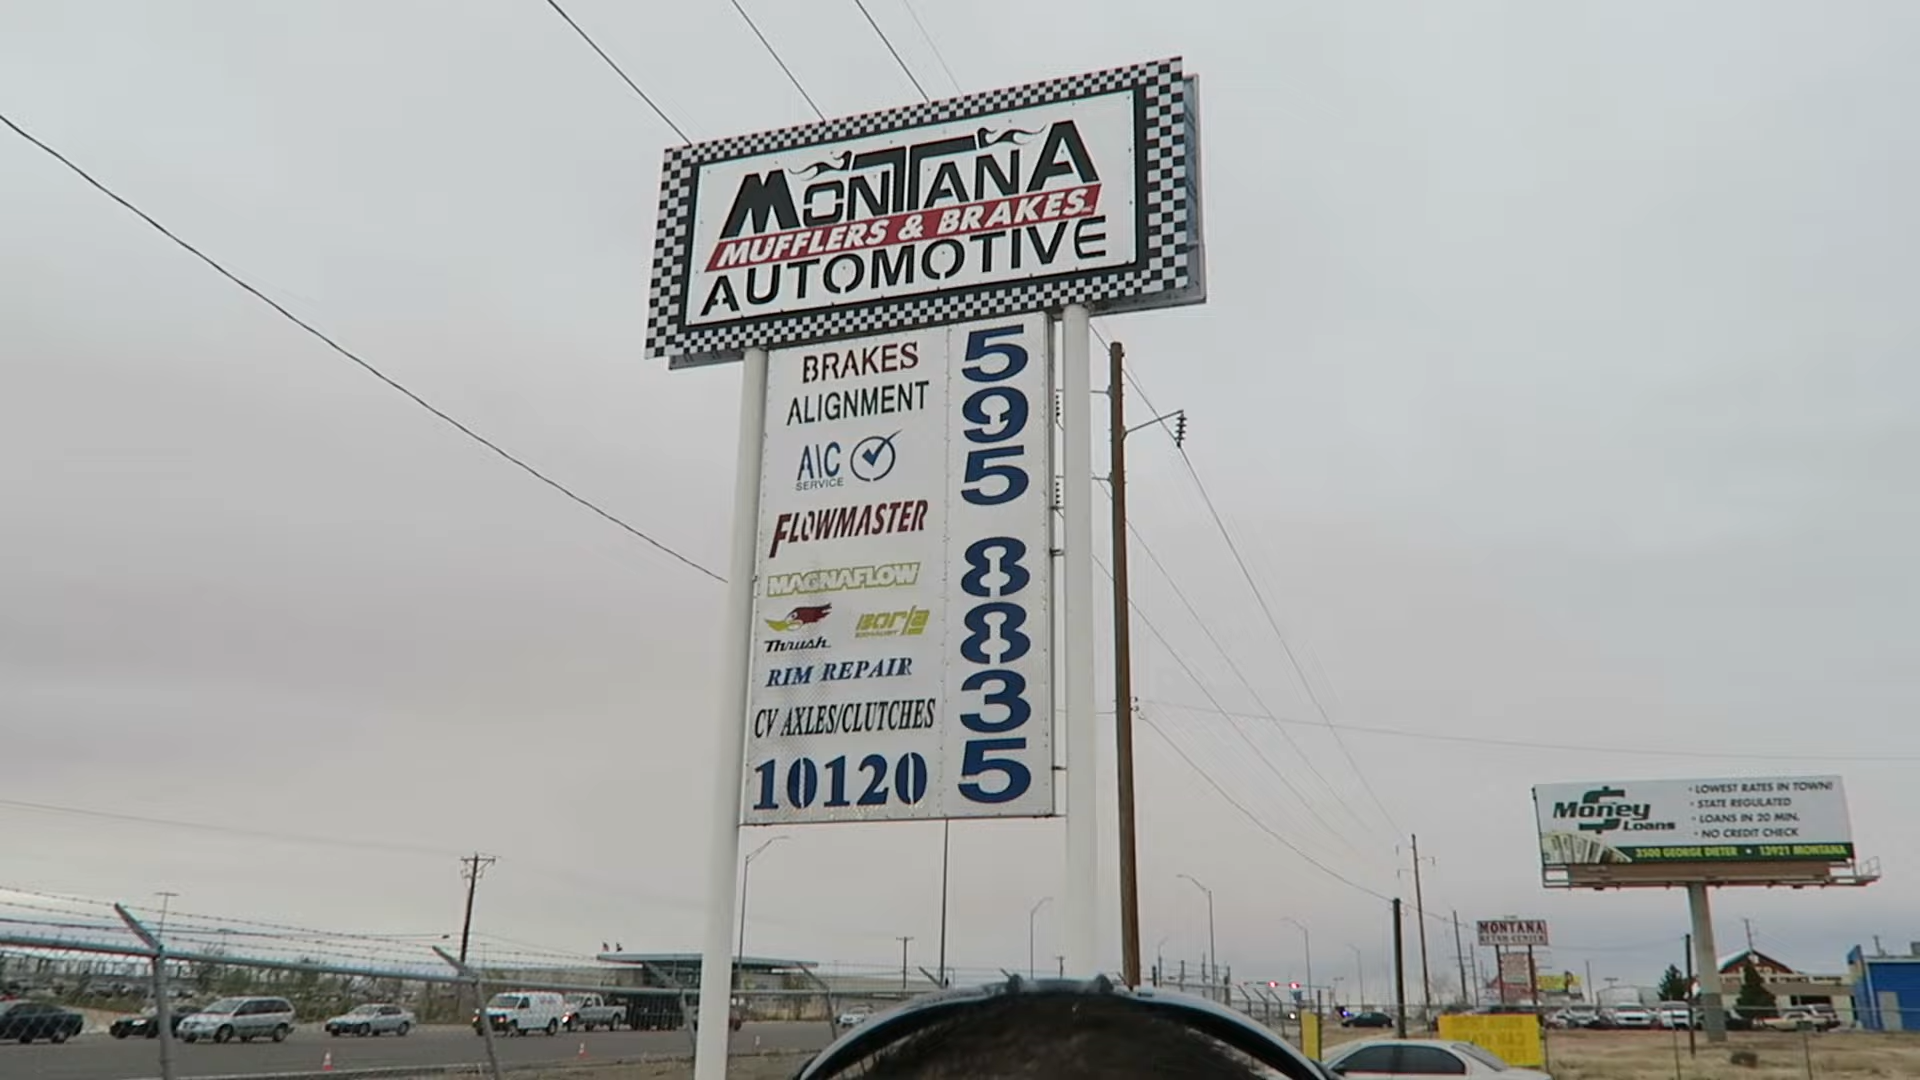 MONTANA
MUFFLERS & BRAKES
AUTOMOTIVE
BRAKES
ALIGNMENT
A\C
SERVICE
FLOWMASTER
MAGNAFLOW
Thrush
Borla
RIM REPAIR
CV AXLES/CLUTCHES
10120
595 8835
Money Loans
• LOWEST RATES IN TOWN!
• STATE REGULATED
• LOANS IN 20 MIN.
• NO CREDIT CHECK
3500 GEORGE DIETER • 13921 MONTANA
MONTANA